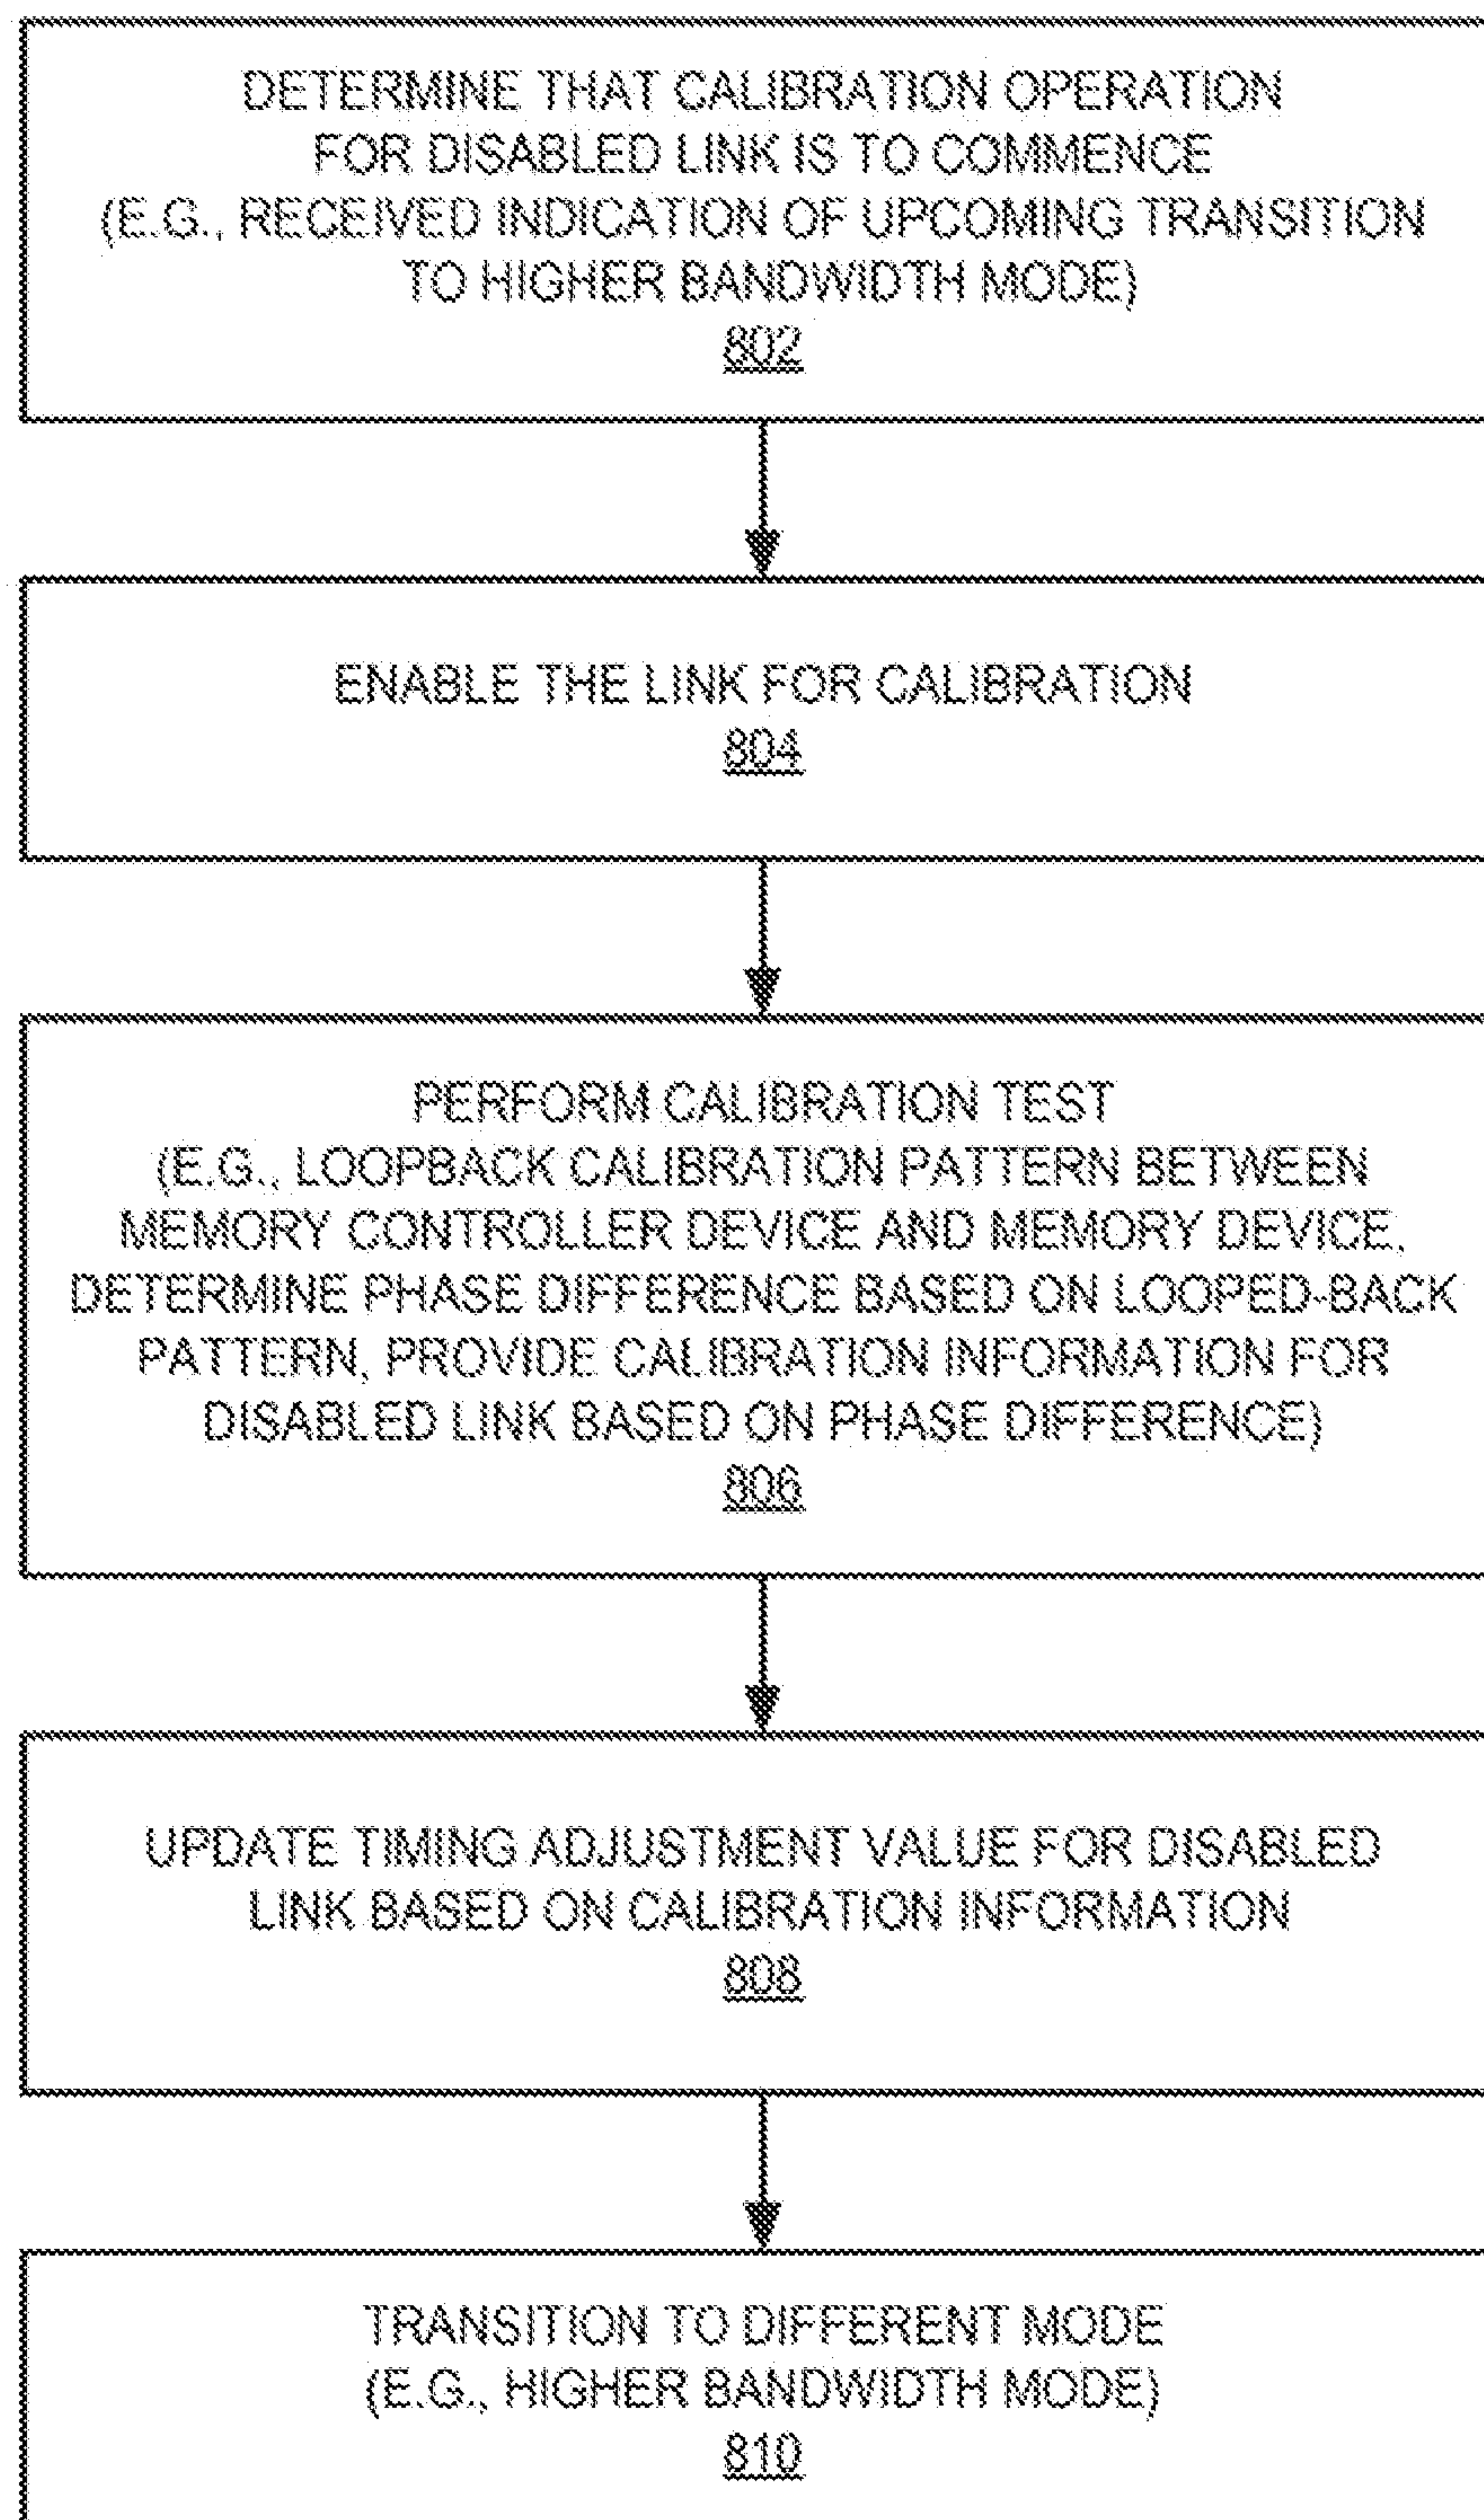 DETERMINE THAT CALIBRATION OPERATION
FOR DISABLED LINK IS TO COMMENCE
(E.G., RECEIVED INDICATION OF UPCOMING TRANSITION
TO HIGHER BANDWIDTH MODE)
802
ENABLE THE LINK FOR CALIBRATION
804
PERFORM CALIBRATION TEST
(E.G., LOOPBACK CALIBRATION PATTERN BETWEEN
MEMORY CONTROLLER DEVICE AND MEMORY DEVICE,
DETERMINE PHASE DIFFERENCE BASED ON LOOPED-BACK
PATTERN, PROVIDE CALIBRATION INFORMATION FOR
DISABLED LINK BASED ON PHASE DIFFERENCE)
806
UPDATE TIMING ADJUSTMENT VALUE FOR DISABLED
LINK BASED ON CALIBRATION INFORMATION
808
TRANSITION TO DIFFERENT MODE
(E.G., HIGHER BANDWIDTH MODE)
810